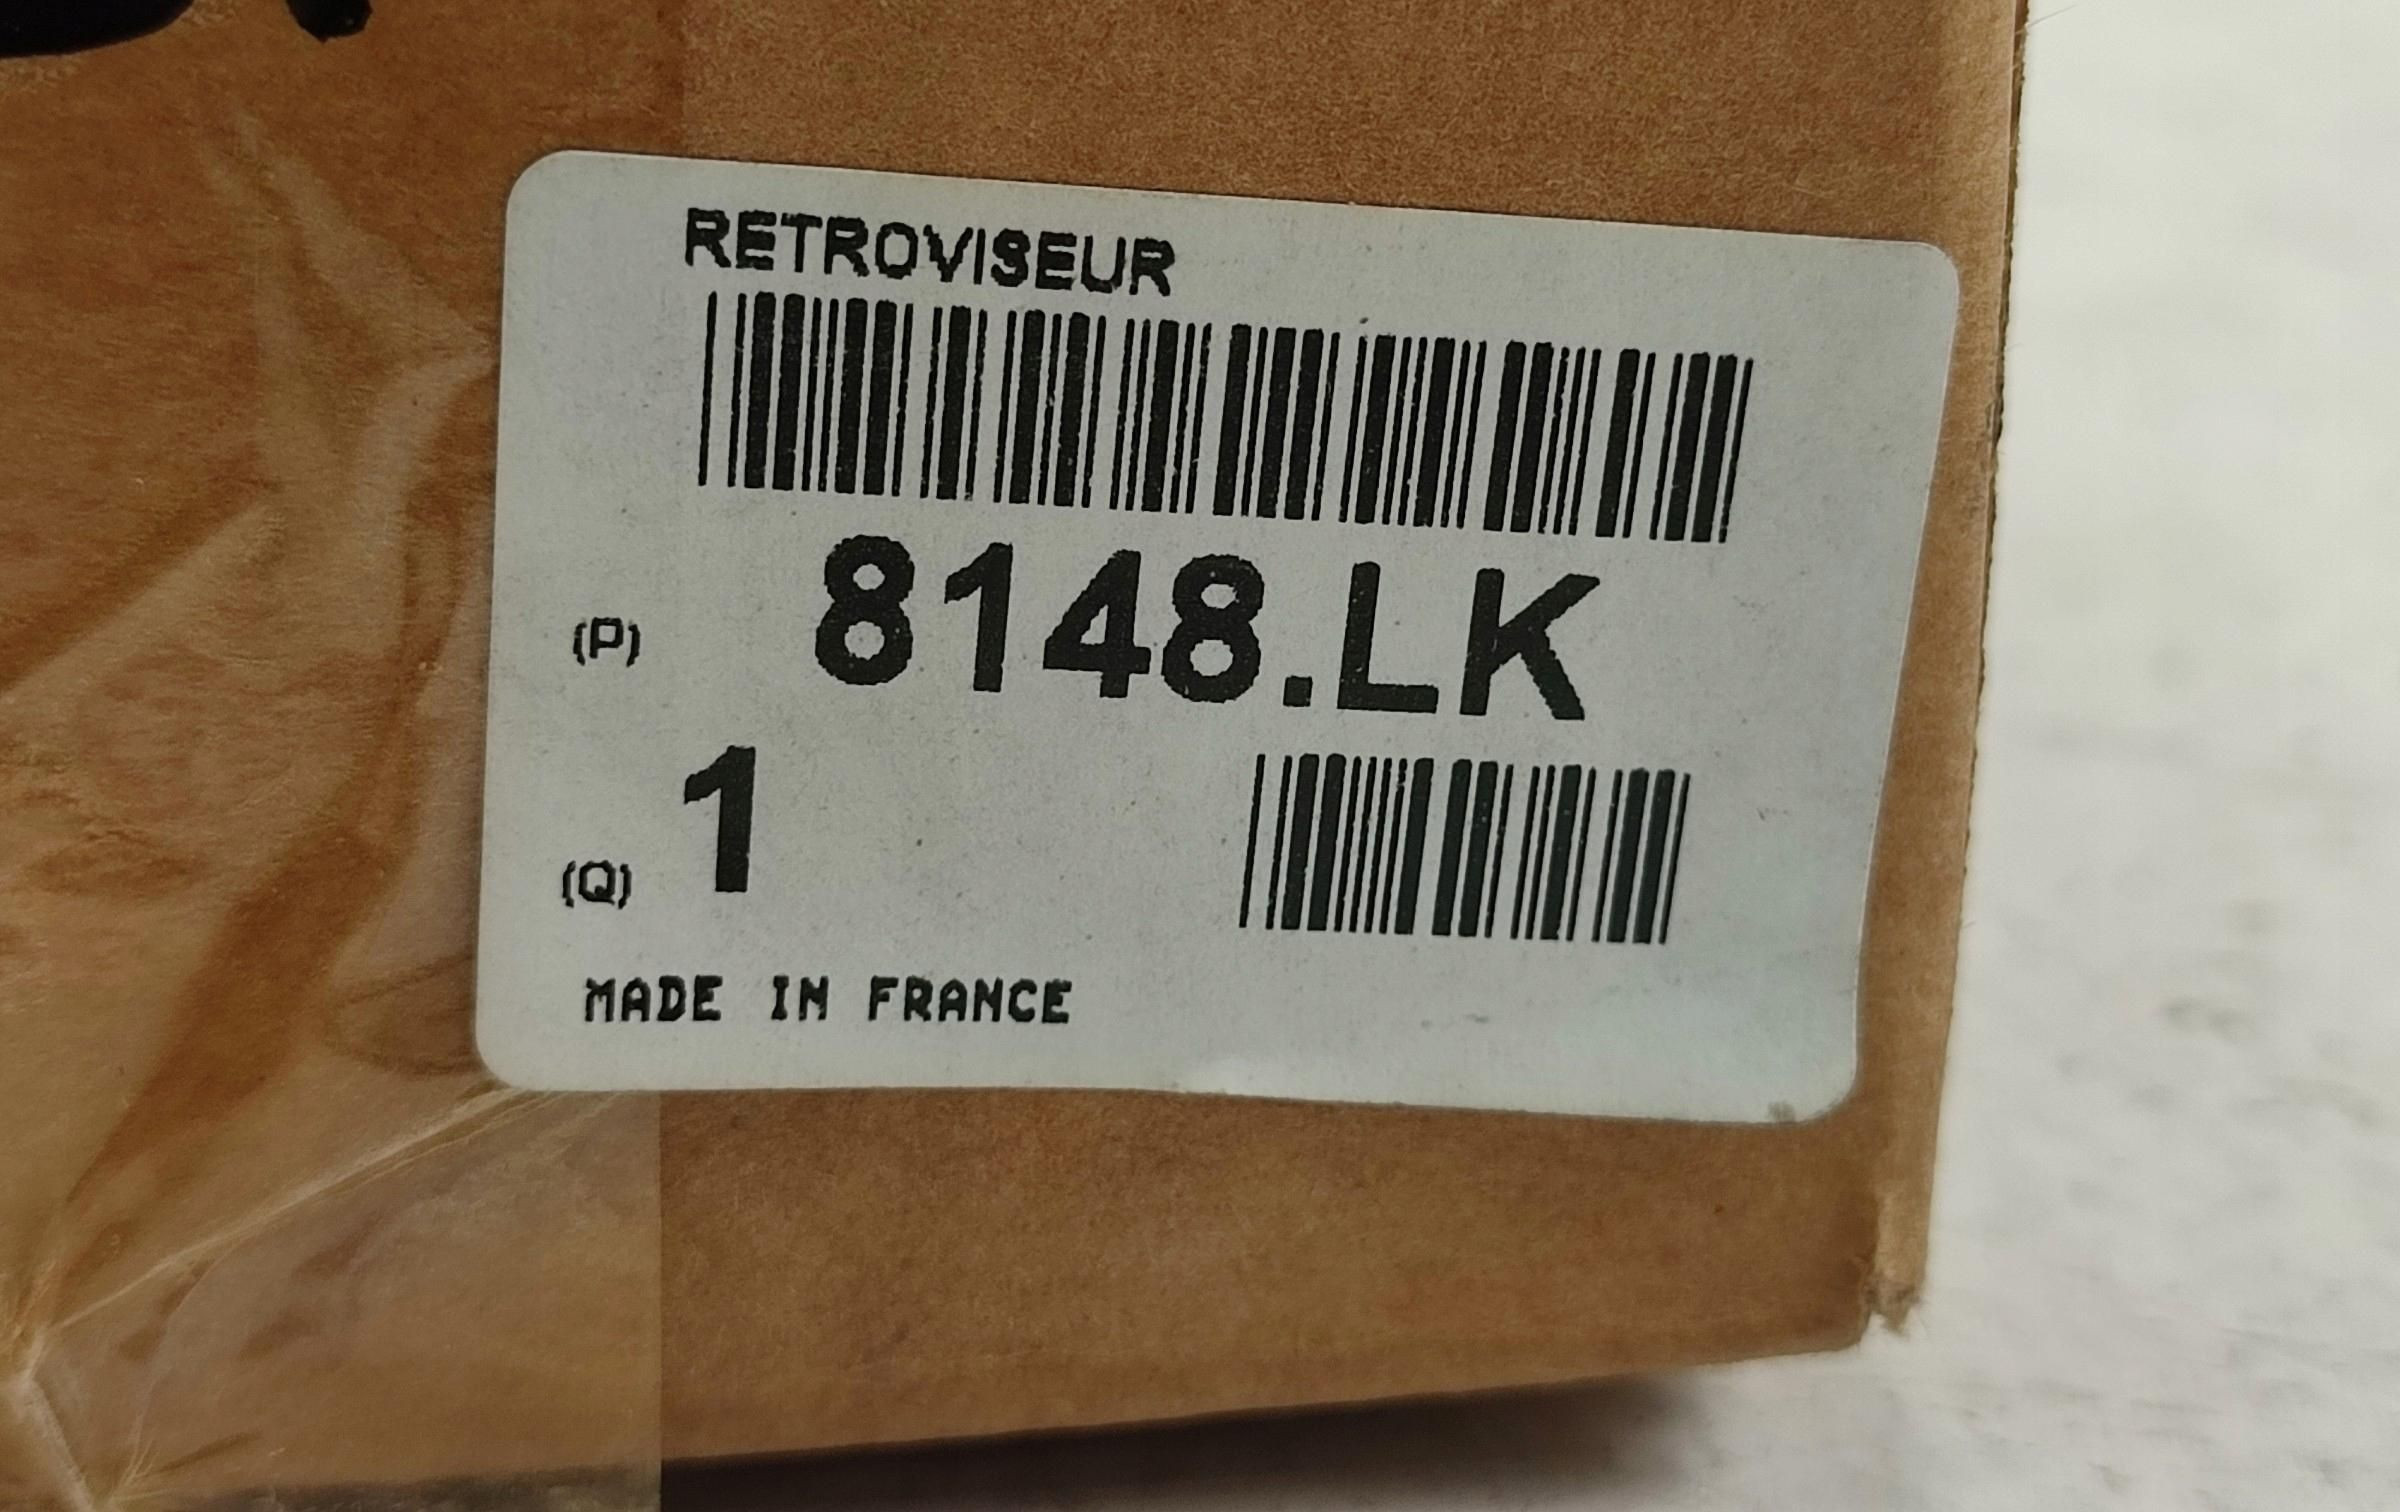 RETROVISEUR
(P) 8148.LK
(Q) 1
MADE IN FRANCE